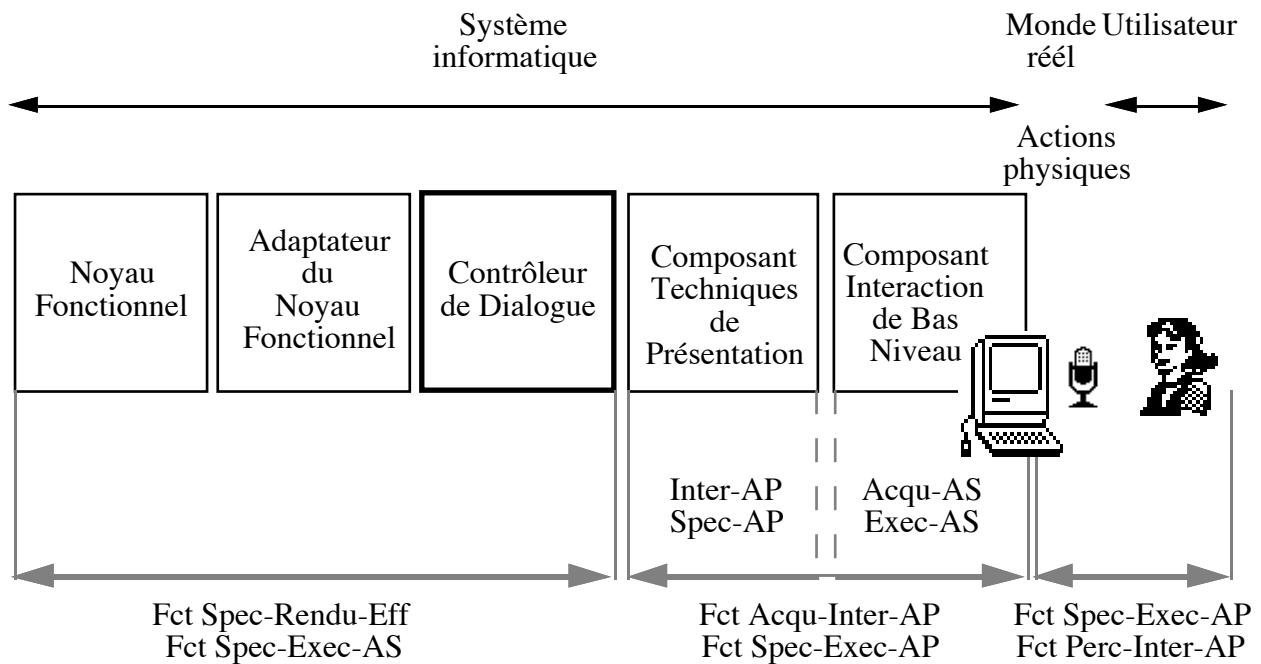 Système
informatique
Monde Utilisateur
réél
Actions
physiques
Noyau
Fonctionnel
Adaptateur
du
Noyau
Fonctionnel
Contrôleur
de Dialogue
Composant
Techniques
de
Présentation
Composant
Interaction
de Bas
Niveau
Inter-AP
Spec-AP
Acqu-AS
Exec-AS
Fct Spec-Rendu-Eff
Fct Spec-Exec-AS
Fct Acqu-Inter-AP
Fct Spec-Exec-AP
Fct Spec-Exec-AP
Fct Perc-Inter-AP